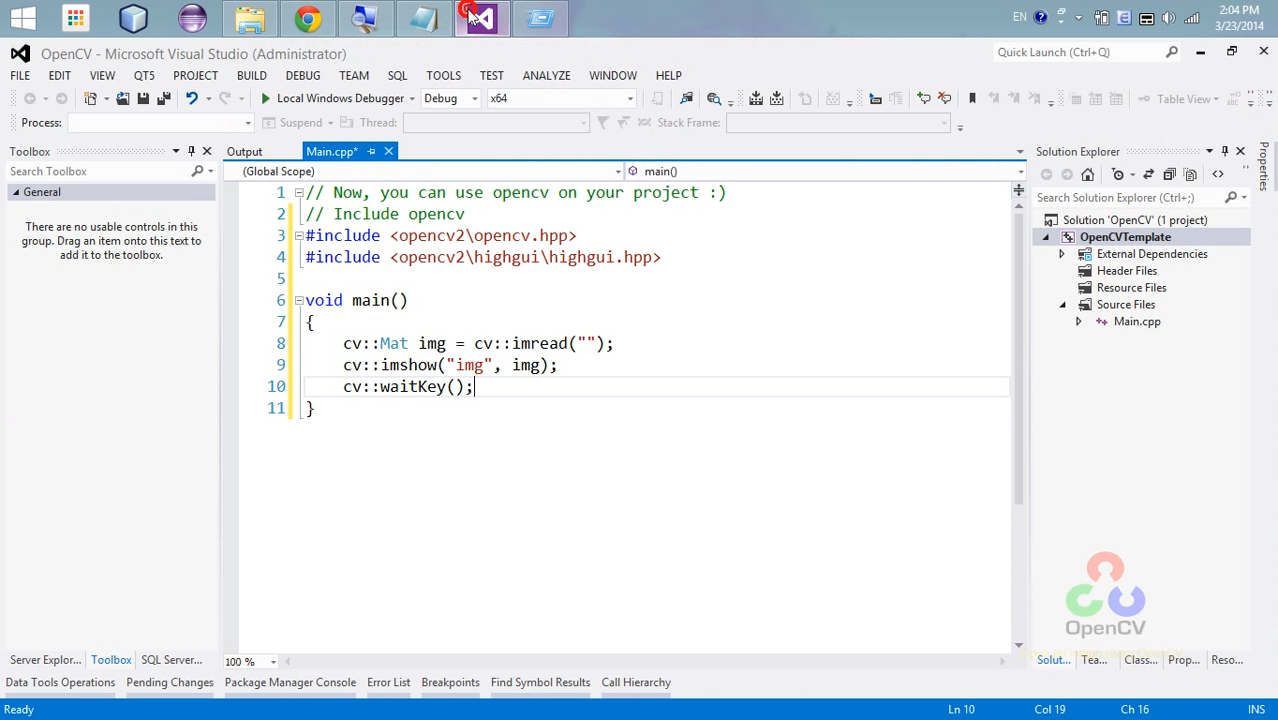 EN
2:04 PM
3/23/2014
OpenCV - Microsoft Visual Studio (Administrator)
Quick Launch (Ctrl+Q)
FILE EDIT VIEW QT5 PROJECT BUILD DEBUG TEAM SQL TOOLS TEST ANALYZE WINDOW HELP
Local Windows Debugger Debug x64 Table View
Process: Suspend Thread: Stack Frame:
Toolbox
Output
Main.cpp*
Solution Explorer
Properties
Search Toolbox
(Global Scope)
main()
General
There are no usable controls in this
group. Drag an item onto this text to
add it to the toolbox.
1 // Now, you can use opencv on your project :)
2 // Include opencv
3 #include <opencv2\opencv.hpp>
4 #include <opencv2\highgui\highgui.hpp>
5
6 void main()
7 {
8 cv::Mat img = cv::imread("");
9 cv::imshow("img", img);
10 cv::waitKey();
11 }
Search Solution Explorer (Ctrl+;)
Solution 'OpenCV' (1 project)
OpenCVTemplate
External Dependencies
Header Files
Resource Files
Source Files
Main.cpp
OpenCV
Server Explor... Toolbox SQL Server...
100 %
Solut... Tea... Class... Prop... Reso...
Data Tools Operations Pending Changes Package Manager Console Error List Breakpoints Find Symbol Results Call Hierarchy
Ready
Ln 10
Col 19
Ch 16
INS